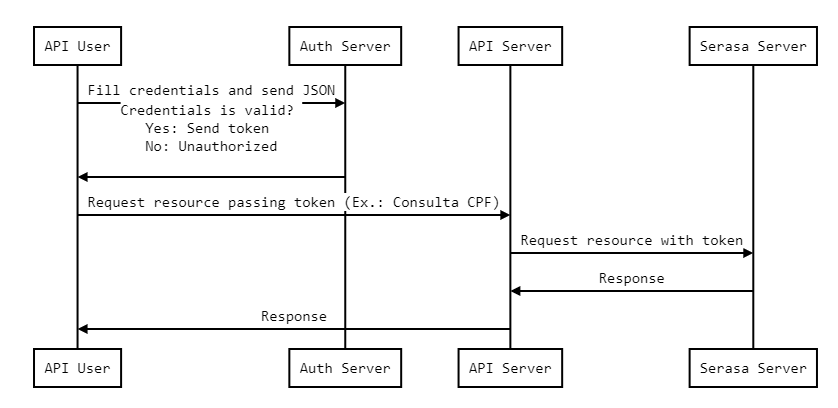 API User
Auth Server
API Server
Serasa Server
Fill credentials and send JSON
Credentials is valid?
Yes: Send token
No: Unauthorized
Request resource passing token (Ex.: Consulta CPF)
Request resource with token
Response
Response
API User
Auth Server
API Server
Serasa Server